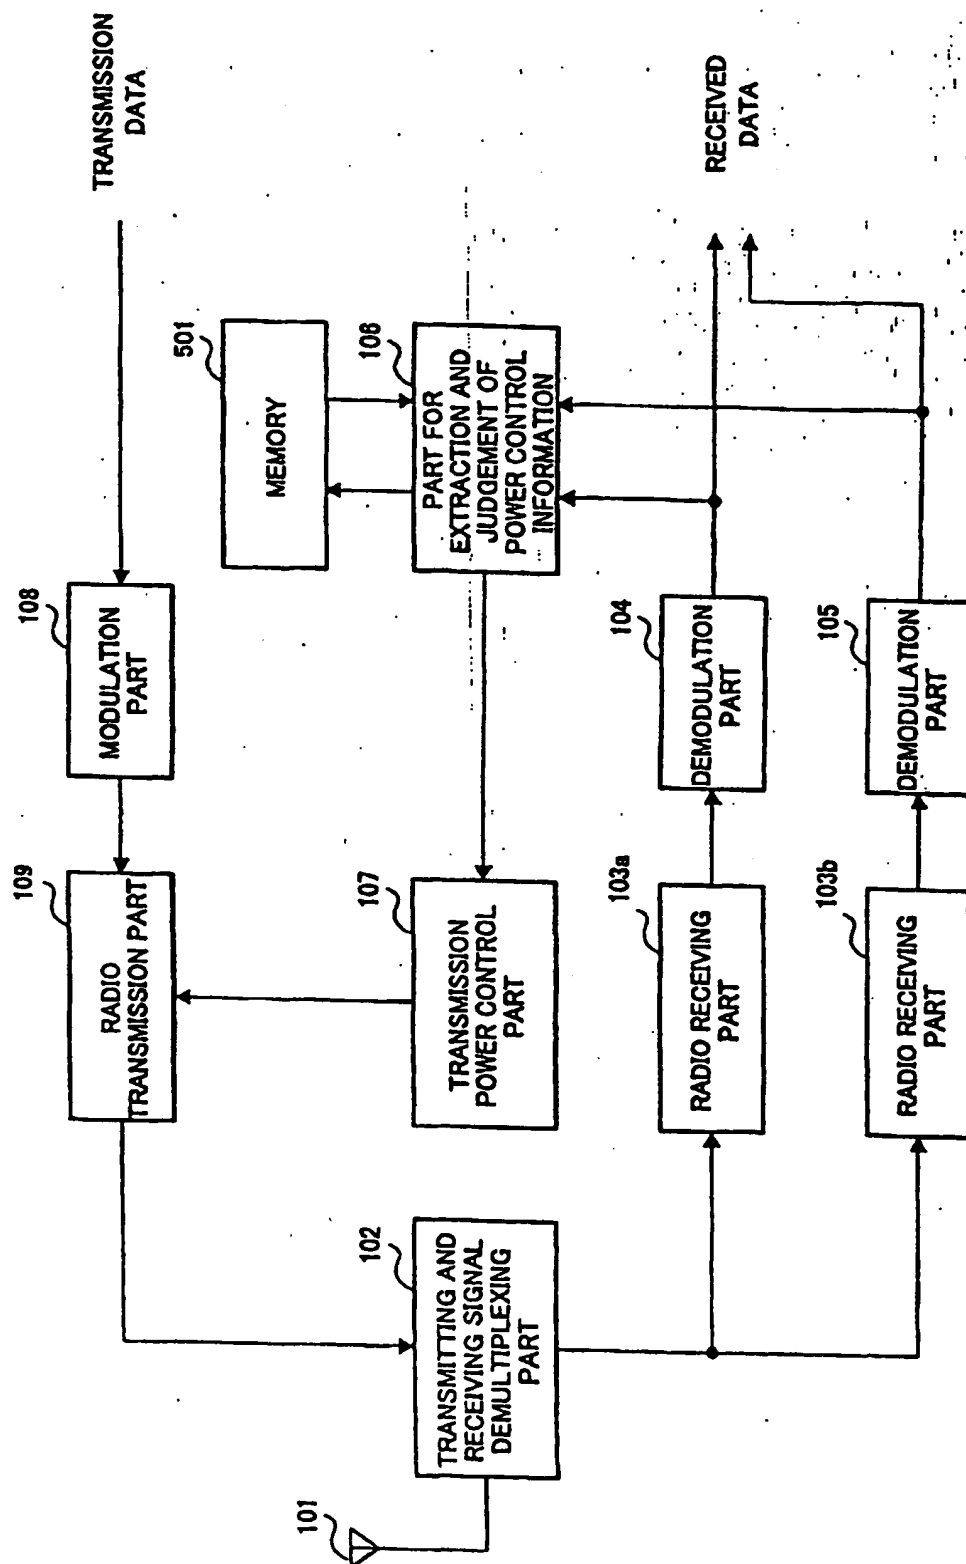 109
RADIO
TRANSMISSION PART
108
MODULATION
PART
TRANSMISSION
DATA
501
MEMORY
101
102
TRANSMITTING AND
RECEIVING SIGNAL
DEMULTIPLEXING
PART
107
TRANSMISSION
POWER CONTROL
PART
106
PART FOR
EXTRACTION AND
JUDGEMENT OF
POWER CONTROL
INFORMATION
103a
RADIO RECEIVING
PART
104
DEMODULATION
PART
RECEIVED
DATA
103b
RADIO RECEIVING
PART
105
DEMODULATION
PART